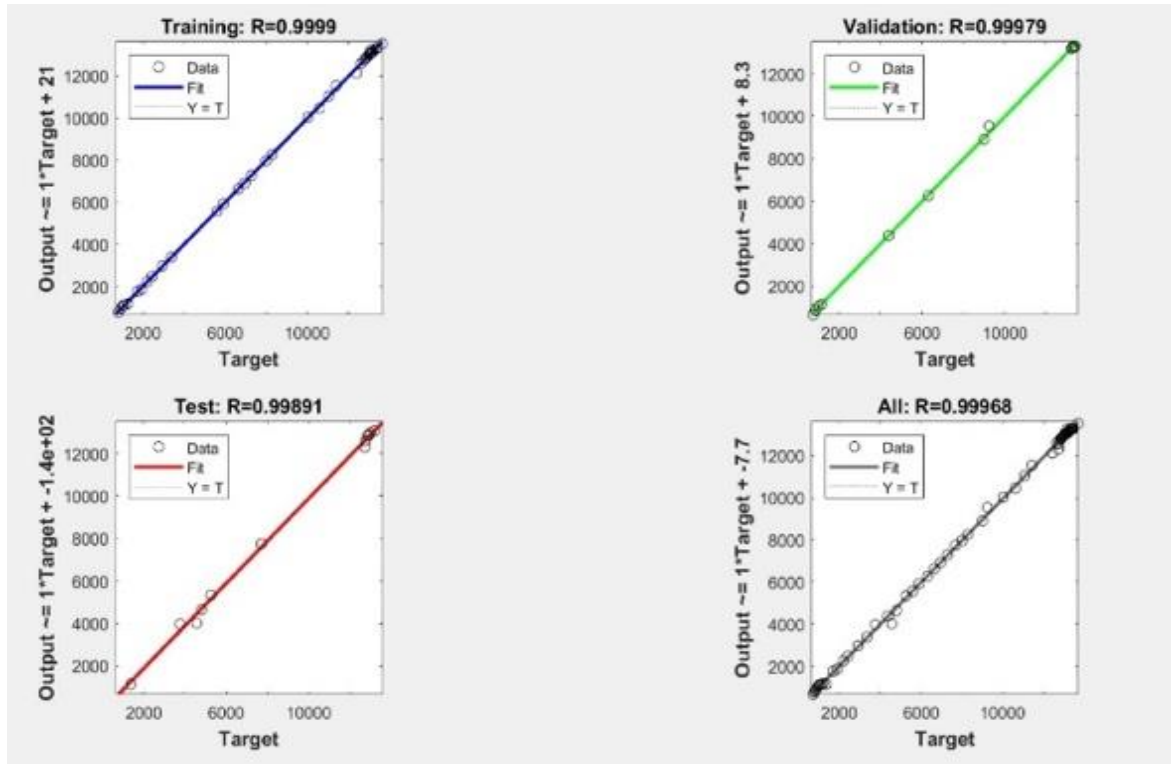 Training: R=0.9999
Output ~= 1*Target + 21
12000
10000
8000
6000
4000
2000
Data
Fit
Y = T
2000
6000
10000
Target
Validation: R=0.99979
Output ~= 1*Target + 8.3
12000
10000
8000
6000
4000
2000
Data
Fit
Y = T
2000
6000
10000
Target
Test: R=0.99891
Output ~= 1*Target + -1.4e+02
12000
10000
8000
6000
4000
2000
Data
Fit
Y = T
2000
6000
10000
Target
All: R=0.99968
Output ~= 1*Target + -7.7
12000
10000
8000
6000
4000
2000
Data
Fit
Y = T
2000
6000
10000
Target